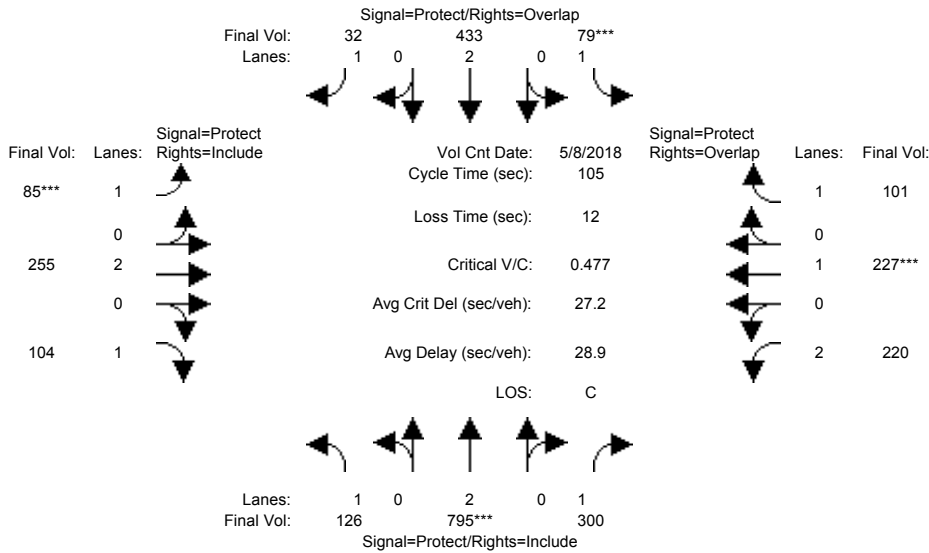 Signal=Protect/Rights=Overlap
Final Vol: 32 433 79***
Lanes: 1 0 2 0 1
Signal=Protect Signal=Protect
Final Vol: Lanes: Rights=Include Vol Cnt Date: 5/8/2018 Rights=Overlap Lanes: Final Vol:
Cycle Time (sec): 105
85*** 1 1 101
Loss Time (sec): 12
0 0
255 2 Critical V/C: 0.477 1 227***
0 Avg Crit Del (sec/veh): 27.2 0
104 1 Avg Delay (sec/veh): 28.9 2 220
LOS: C
Lanes: 1 0 2 0 1
Final Vol: 126 795*** 300
Signal=Protect/Rights=Include